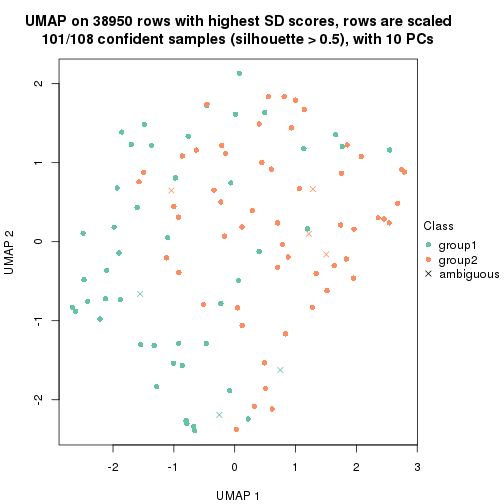 UMAP on 38950 rows with highest SD scores, rows are scaled
101/108 confident samples (silhouette > 0.5), with 10 PCs
2
1
0
-1
-2
UMAP 2
-2
-1
0
1
2
3
UMAP 1
Class
group1
group2
ambiguous